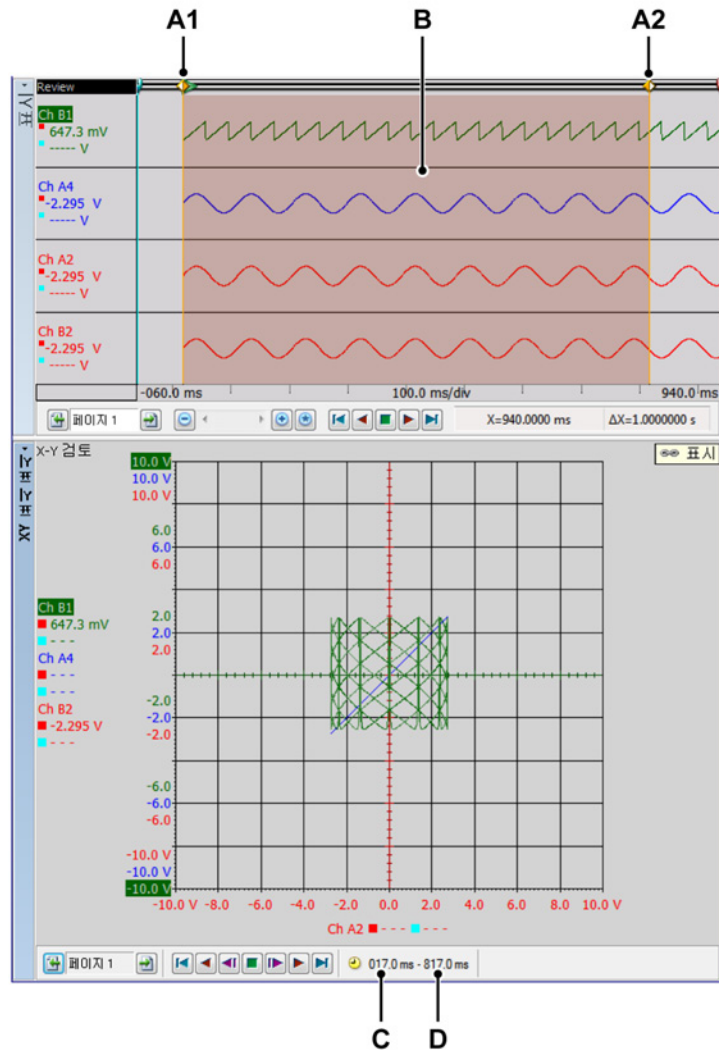 A1 B A2
Review
Y 표
Ch B1
647.3 mV
----- V
Ch A4
-2.295 V
----- V
Ch A2
-2.295 V
----- V
Ch B2
-2.295 V
----- V
-060.0 ms 100.0 ms/div 940.0 ms
페이지 1 X=940.0000 ms ΔX=1.0000000 s
XY 표시 표시
X-Y 검토
표시
10.0 V
10.0 V
10.0 V
6.0
6.0
6.0
2.0
2.0
2.0
-2.0
-2.0
-2.0
-6.0
-6.0
-6.0
-10.0 V
-10.0 V
-10.0 V
Ch B1
647.3 mV
- - -
Ch A4
- - -
- - -
Ch B2
-2.295 V
- - -
-10.0 V -8.0 -6.0 -4.0 -2.0 0.0 2.0 4.0 6.0 8.0 10.0 V
Ch A2 - - - - - -
페이지 1 017.0 ms - 817.0 ms
C D